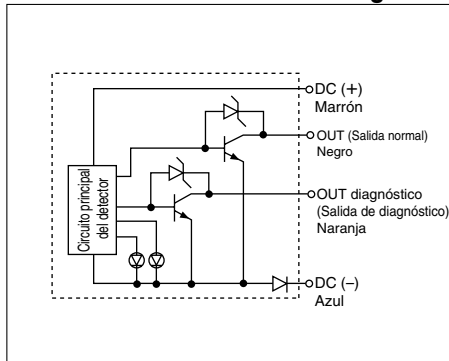 DC (+)
Marrón
OUT (Salida normal)
Negro
OUT diagnóstico
(Salida de diagnóstico)
Naranja
Circuito principal
del detector
DC (–)
Azul